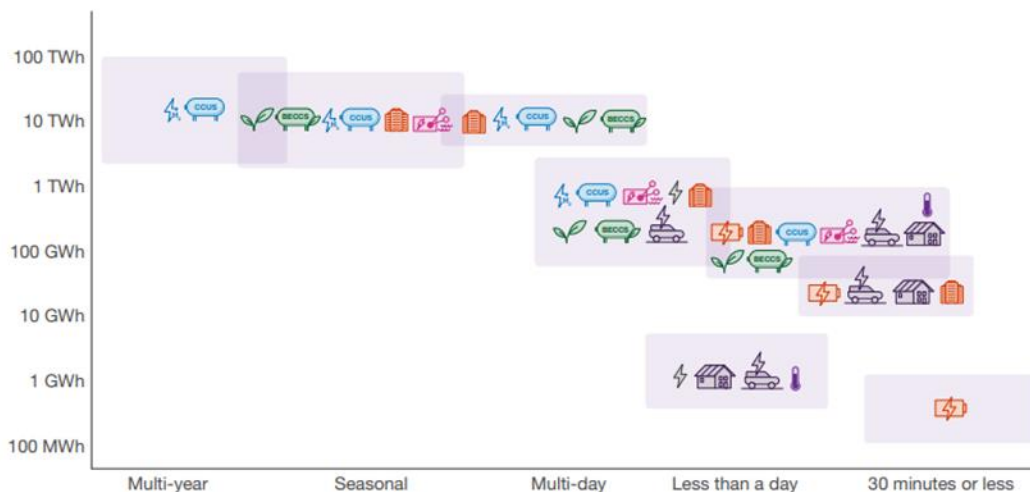 100 TWh
10 TWh
1 TWh
100 GWh
10 GWh
1 GWh
100 MWh
CCUS
BECCS CCUS
CCUS BECCS
CCUS
BECCS
CCUS
BECCS
Multi-year Seasonal Multi-day Less than a day 30 minutes or less